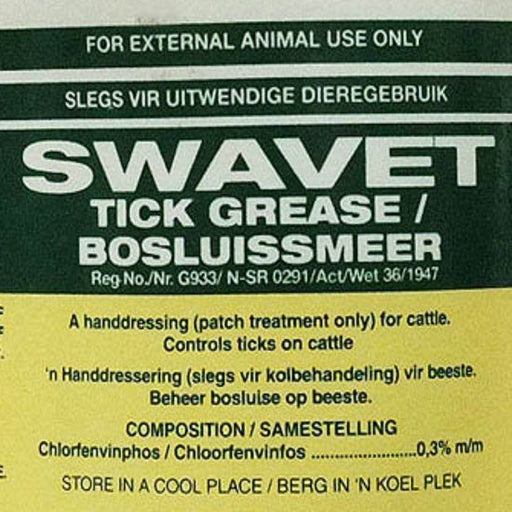 FOR EXTERNAL ANIMAL USE ONLY
SLEGS VIR UITWENDIGE DIEREGEBRUIK
SWAVET
TICK GREASE /
BOSLUISSMEER
Reg·No./Nr. G933/ N-SR 0291/Act/Wet 36/1947
A handdressing (patch treatment only) for cattle.
Controls ticks on cattle
'n Handdressering (slegs vir kolbehandeling) vir beeste.
Beheer bosluise op beeste.
COMPOSITION / SAMESTELLING
Chlorfenvinphos / Chloorfenvinfos ........................0,3% m/m
STORE IN A COOL PLACE / BERG IN 'N KOEL PLEK